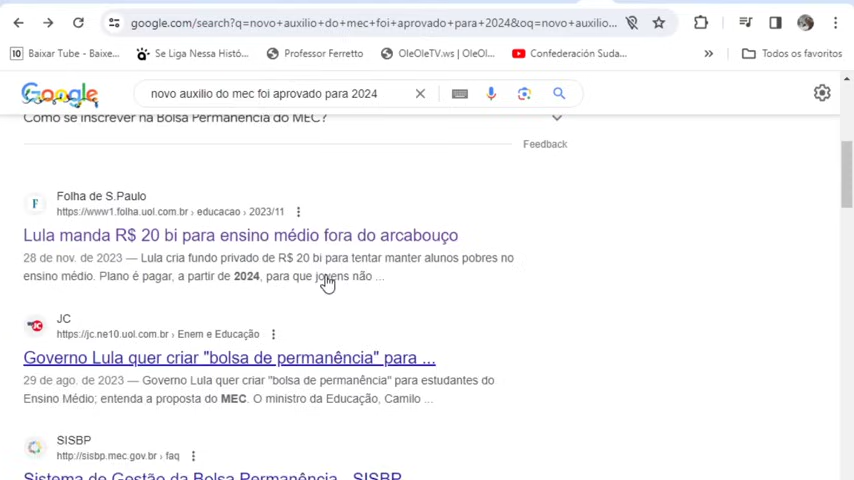 google.com/search?q=novo+auxilio+do+mec+foi+aprovado+para+2024&oq=novo+auxilio...
Baixar Tube - Baixe...
Se Liga Nessa Histó...
Professor Ferretto
OleOleTV.ws | OleOl...
Confederación Suda...
»
Todos os favoritos
Google
novo auxilio do mec foi aprovado para 2024
Como se inscrever na Bolsa Permanência do MEC?
Feedback
F
Folha de S.Paulo
https://www1.folha.uol.com.br › educacao › 2023/11
Lula manda R$ 20 bi para ensino médio fora do arcabouço
28 de nov. de 2023 — Lula cria fundo privado de R$ 20 bi para tentar manter alunos pobres no
ensino médio. Plano é pagar, a partir de 2024, para que jovens não ...
JC
https://jc.ne10.uol.com.br › Enem e Educação
Governo Lula quer criar "bolsa de permanência" para ...
29 de ago. de 2023 — Governo Lula quer criar "bolsa de permanência" para estudantes do
Ensino Médio; entenda a proposta do MEC. O ministro da Educação, Camilo ...
SISBP
http://sisbp.mec.gov.br › faq
Sistema de Gestão da Bolsa Permanência - SISBP